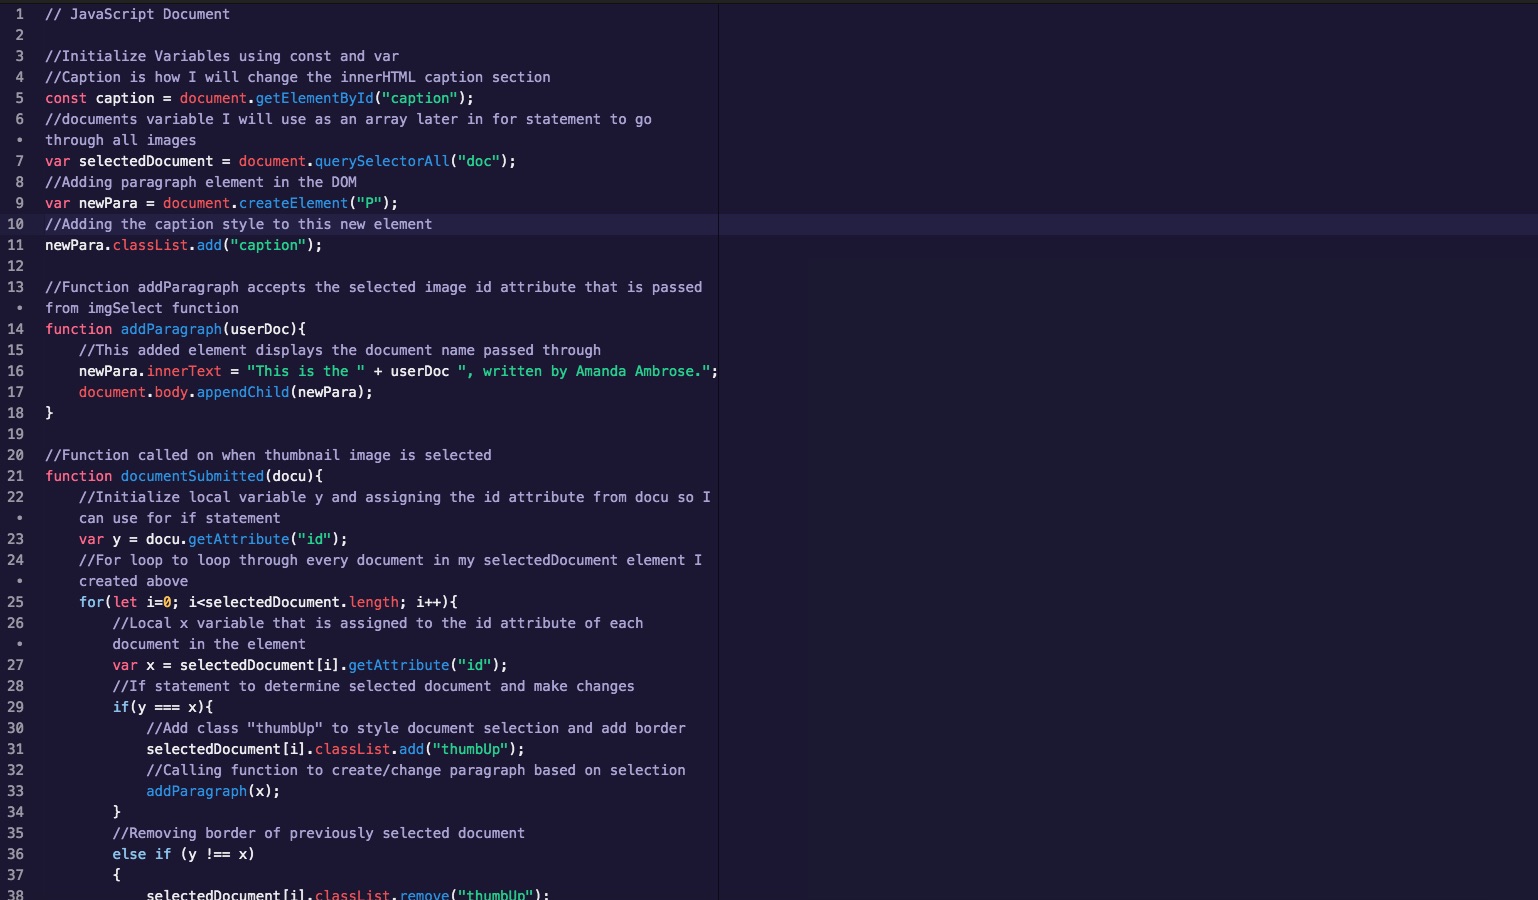 1 // JavaScript Document
2
3 //Initialize Variables using const and var
4 //Caption is how I will change the innerHTML caption section
5 const caption = document.getElementById("caption");
6 //documents variable I will use as an array later in for statement to go
• through all images
7 var selectedDocument = document.querySelectorAll("doc");
8 //Adding paragraph element in the DOM
9 var newPara = document.createElement("P");
10 //Adding the caption style to this new element
11 newPara.classList.add("caption");
12
13 //Function addParagraph accepts the selected image id attribute that is passed
• from imgSelect function
14 function addParagraph(userDoc){
15     //This added element displays the document name passed through
16     newPara.innerText = "This is the " + userDoc ", written by Amanda Ambrose.";
17     document.body.appendChild(newPara);
18 }
19
20 //Function called on when thumbnail image is selected
21 function documentSubmitted(docu){
22     //Initialize local variable y and assigning the id attribute from docu so I
•     can use for if statement
23     var y = docu.getAttribute("id");
24     //For loop to loop through every document in my selectedDocument element I
•     created above
25     for(let i=0; i<selectedDocument.length; i++){
26         //Local x variable that is assigned to the id attribute of each
•         document in the element
27         var x = selectedDocument[i].getAttribute("id");
28         //If statement to determine selected document and make changes
29         if(y === x){
30             //Add class "thumbUp" to style document selection and add border
31             selectedDocument[i].classList.add("thumbUp");
32             //Calling function to create/change paragraph based on selection
33             addParagraph(x);
34         }
35         //Removing border of previously selected document
36         else if (y !== x)
37         {
38             selectedDocument[i].classList.remove("thumbUp");